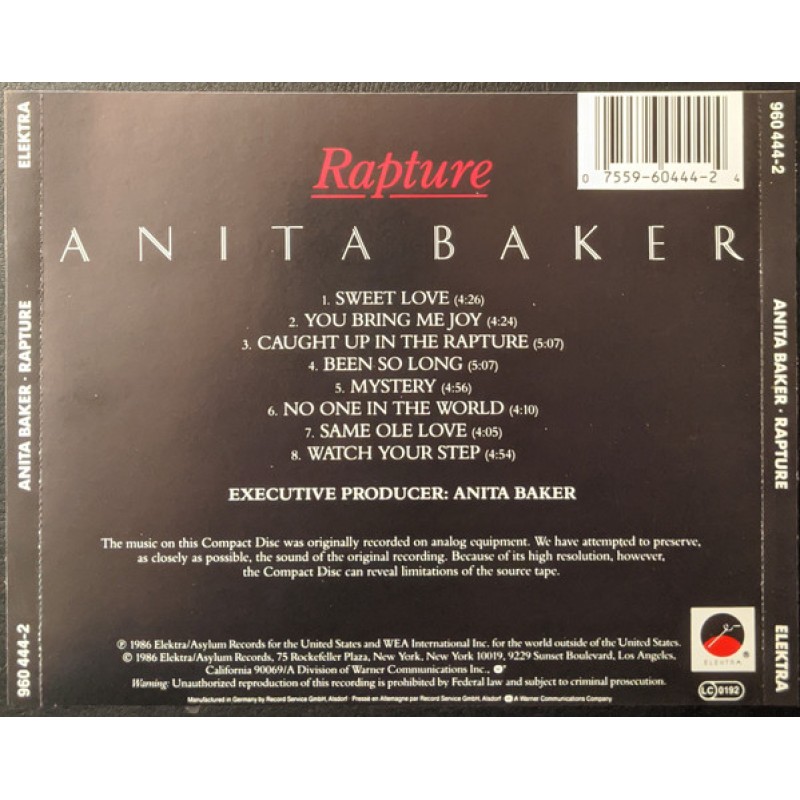 ELEKTRA
ANITA BAKER · RAPTURE
960 444-2
0 7559-60444-2 4
Rapture
ANITA BAKER
1. SWEET LOVE (4:26)
2. YOU BRING ME JOY (4:24)
3. CAUGHT UP IN THE RAPTURE (5:07)
4. BEEN SO LONG (5:07)
5. MYSTERY (4:56)
6. NO ONE IN THE WORLD (4:10)
7. SAME OLE LOVE (4:05)
8. WATCH YOUR STEP (4:54)
EXECUTIVE PRODUCER: ANITA BAKER
The music on this Compact Disc was originally recorded on analog equipment. We have attempted to preserve,
as closely as possible, the sound of the original recording. Because of its high resolution, however,
the Compact Disc can reveal limitations of the source tape.
℗ 1986 Elektra/Asylum Records for the United States and WEA International Inc. for the world outside of the United States.
© 1986 Elektra/Asylum Records, 75 Rockefeller Plaza, New York, New York 10019, 9229 Sunset Boulevard, Los Angeles,
California 90069/A Division of Warner Communications Inc.,
Warning: Unauthorized reproduction of this recording is prohibited by Federal law and subject to criminal prosecution.
Manufactured in Germany by Record Service GmbH, Alsdorf Pressé en Allemagne par Record Service GmbH, Alsdorf A Warner Communications Company
ELEKTRA ®
LC 0192
960 444-2
ANITA BAKER · RAPTURE
ELEKTRA